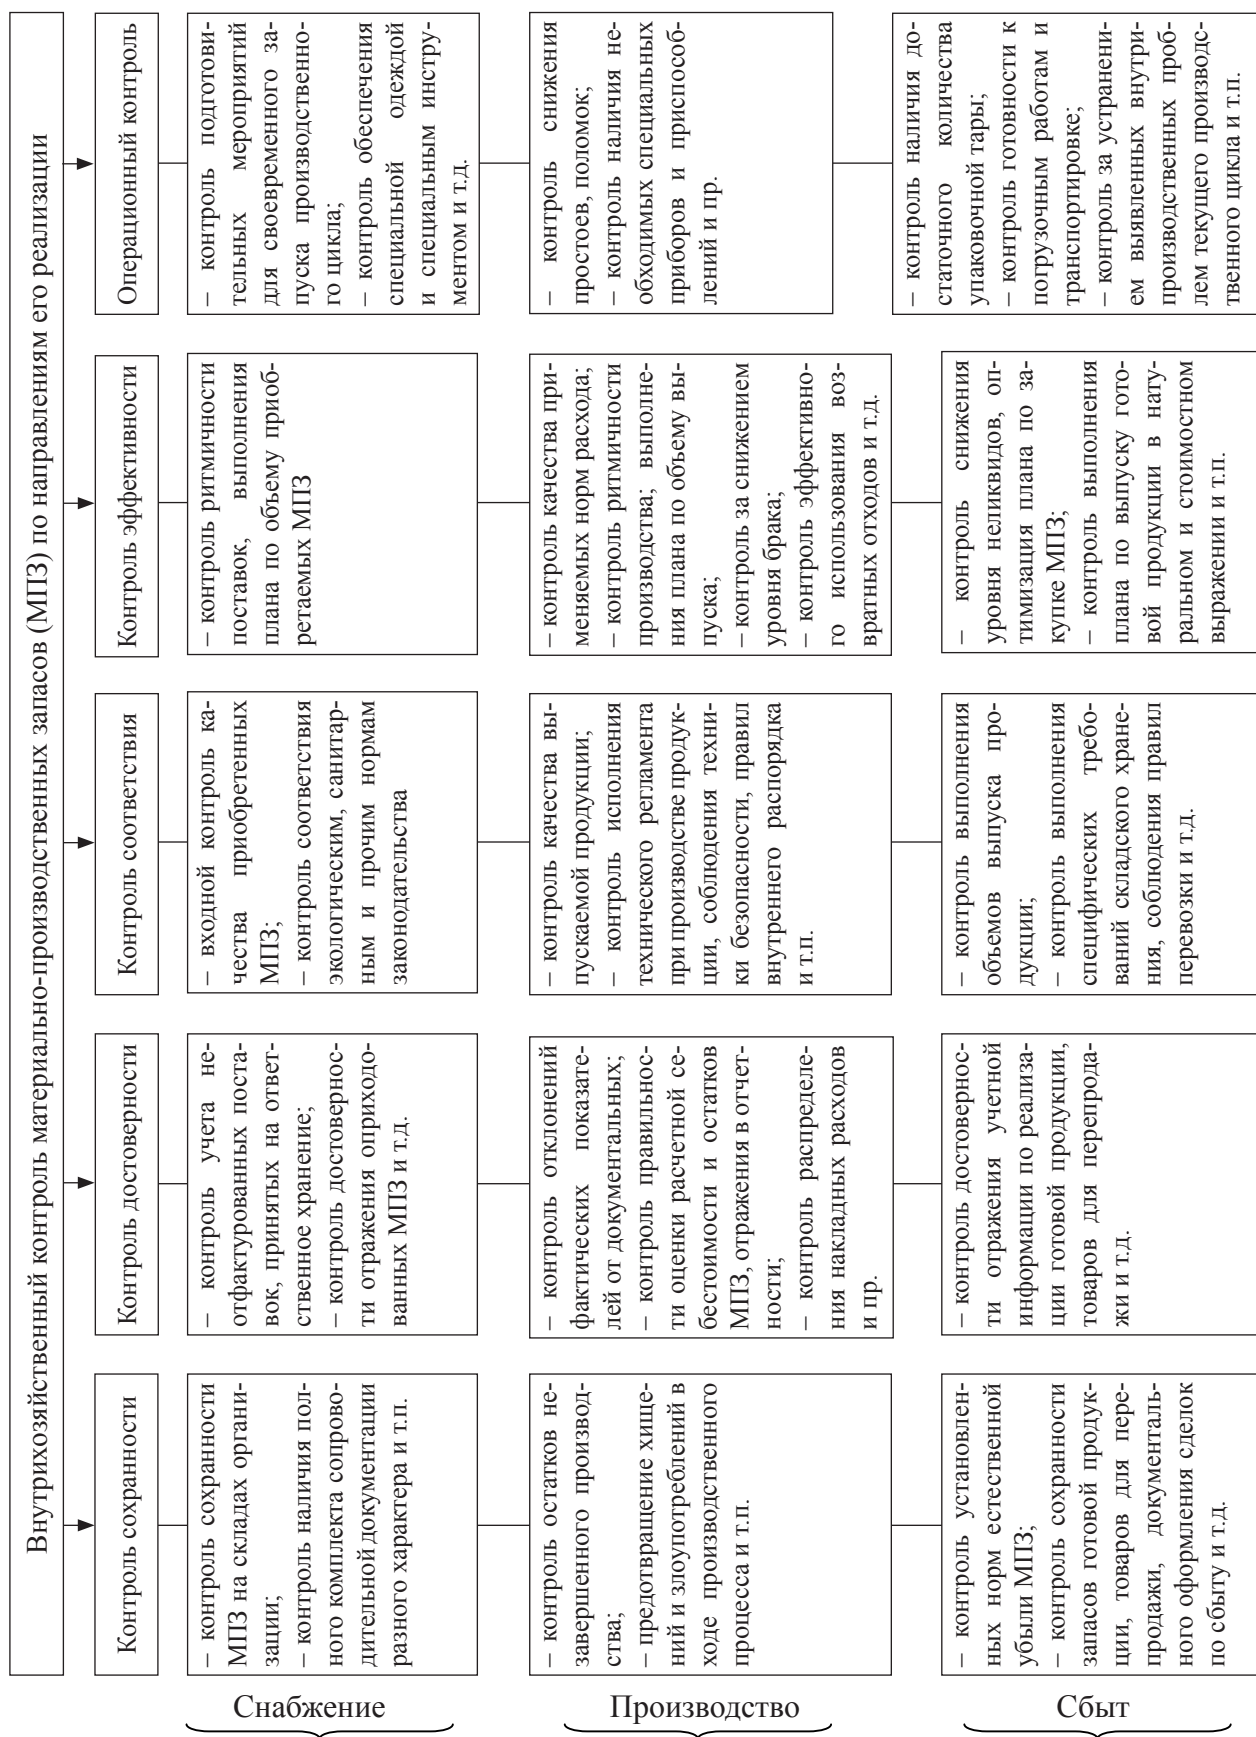 Внутрихозяйственный контроль материально-производственных запасов (МПЗ) по направлениям его реализации
Контроль сохранности
Контроль достоверности
Контроль соответствия
Контроль эффективности
Операционный контроль
Снабжение
– контроль сохранности
МПЗ на складах органи-
зации;
– контроль наличия пол-
ного комплекта сопрово-
дительной документации
разного характера и т.п.
– контроль учета не-
отфактурованных поста-
вок, принятых на ответ-
ственное хранение;
– контроль достовернос-
ти отражения оприходо-
ванных МПЗ и т.д.
– входной контроль ка-
чества приобретенных
МПЗ;
– контроль соответствия
экологическим, санитар-
ным и прочим нормам
законодательства
– контроль ритмичности
поставок, выполнения
плана по объему приоб-
ретаемых МПЗ
– контроль подготови-
тельных мероприятий
для своевременного за-
пуска производственно-
го цикла;
– контроль обеспечения
специальной одеждой
и специальным инстру-
ментом и т.д.
Производство
– контроль остатков не-
завершенного производ-
ства;
– предотвращение хище-
ний и злоупотреблений в
ходе производственного
процесса и т.п.
– контроль отклонений
фактических показате-
лей от документальных;
– контроль правильнос-
ти оценки расчетной се-
бестоимости и остатков
МПЗ, отражения в отчет-
ности;
– контроль распределе-
ния накладных расходов
и пр.
– контроль качества вы-
пускаемой продукции;
– контроль исполнения
технического регламента
при производстве продук-
ции, соблюдения техни-
ки безопасности, правил
внутреннего распорядка
и т.п.
– контроль качества при-
меняемых норм расхода;
– контроль ритмичности
производства; выполне-
ния плана по объему вы-
пуска;
– контроль за снижением
уровня брака;
– контроль эффективно-
го использования воз-
вратных отходов и т.д.
– контроль снижения
простоев, поломок;
– контроль наличия не-
обходимых специальных
приборов и приспособ-
лений и пр.
Сбыт
– контроль установлен-
ных норм естественной
убыли МПЗ;
– контроль сохранности
запасов готовой продук-
ции, товаров для пере-
продажи, документаль-
ного оформления сделок
по сбыту и т.д.
– контроль достовернос-
ти отражения учетной
информации по реализа-
ции готовой продукции,
товаров для перепрода-
жи и т.д.
– контроль выполнения
объемов выпуска про-
дукции;
– контроль выполнения
специфических требо-
ваний складского хране-
ния, соблюдения правил
перевозки и т.д.
– контроль снижения
уровня неликвидов, оп-
тимизация плана по за-
купке МПЗ;
– контроль выполнения
плана по выпуску гото-
вой продукции в нату-
ральном и стоимостном
выражении и т.п.
– контроль наличия до-
статочного количества
упаковочной тары;
– контроль готовности к
погрузочным работам и
транспортировке;
– контроль за устранени-
ем выявленных внутри-
производственных проб-
лем текущего производс-
твенного цикла и т.п.